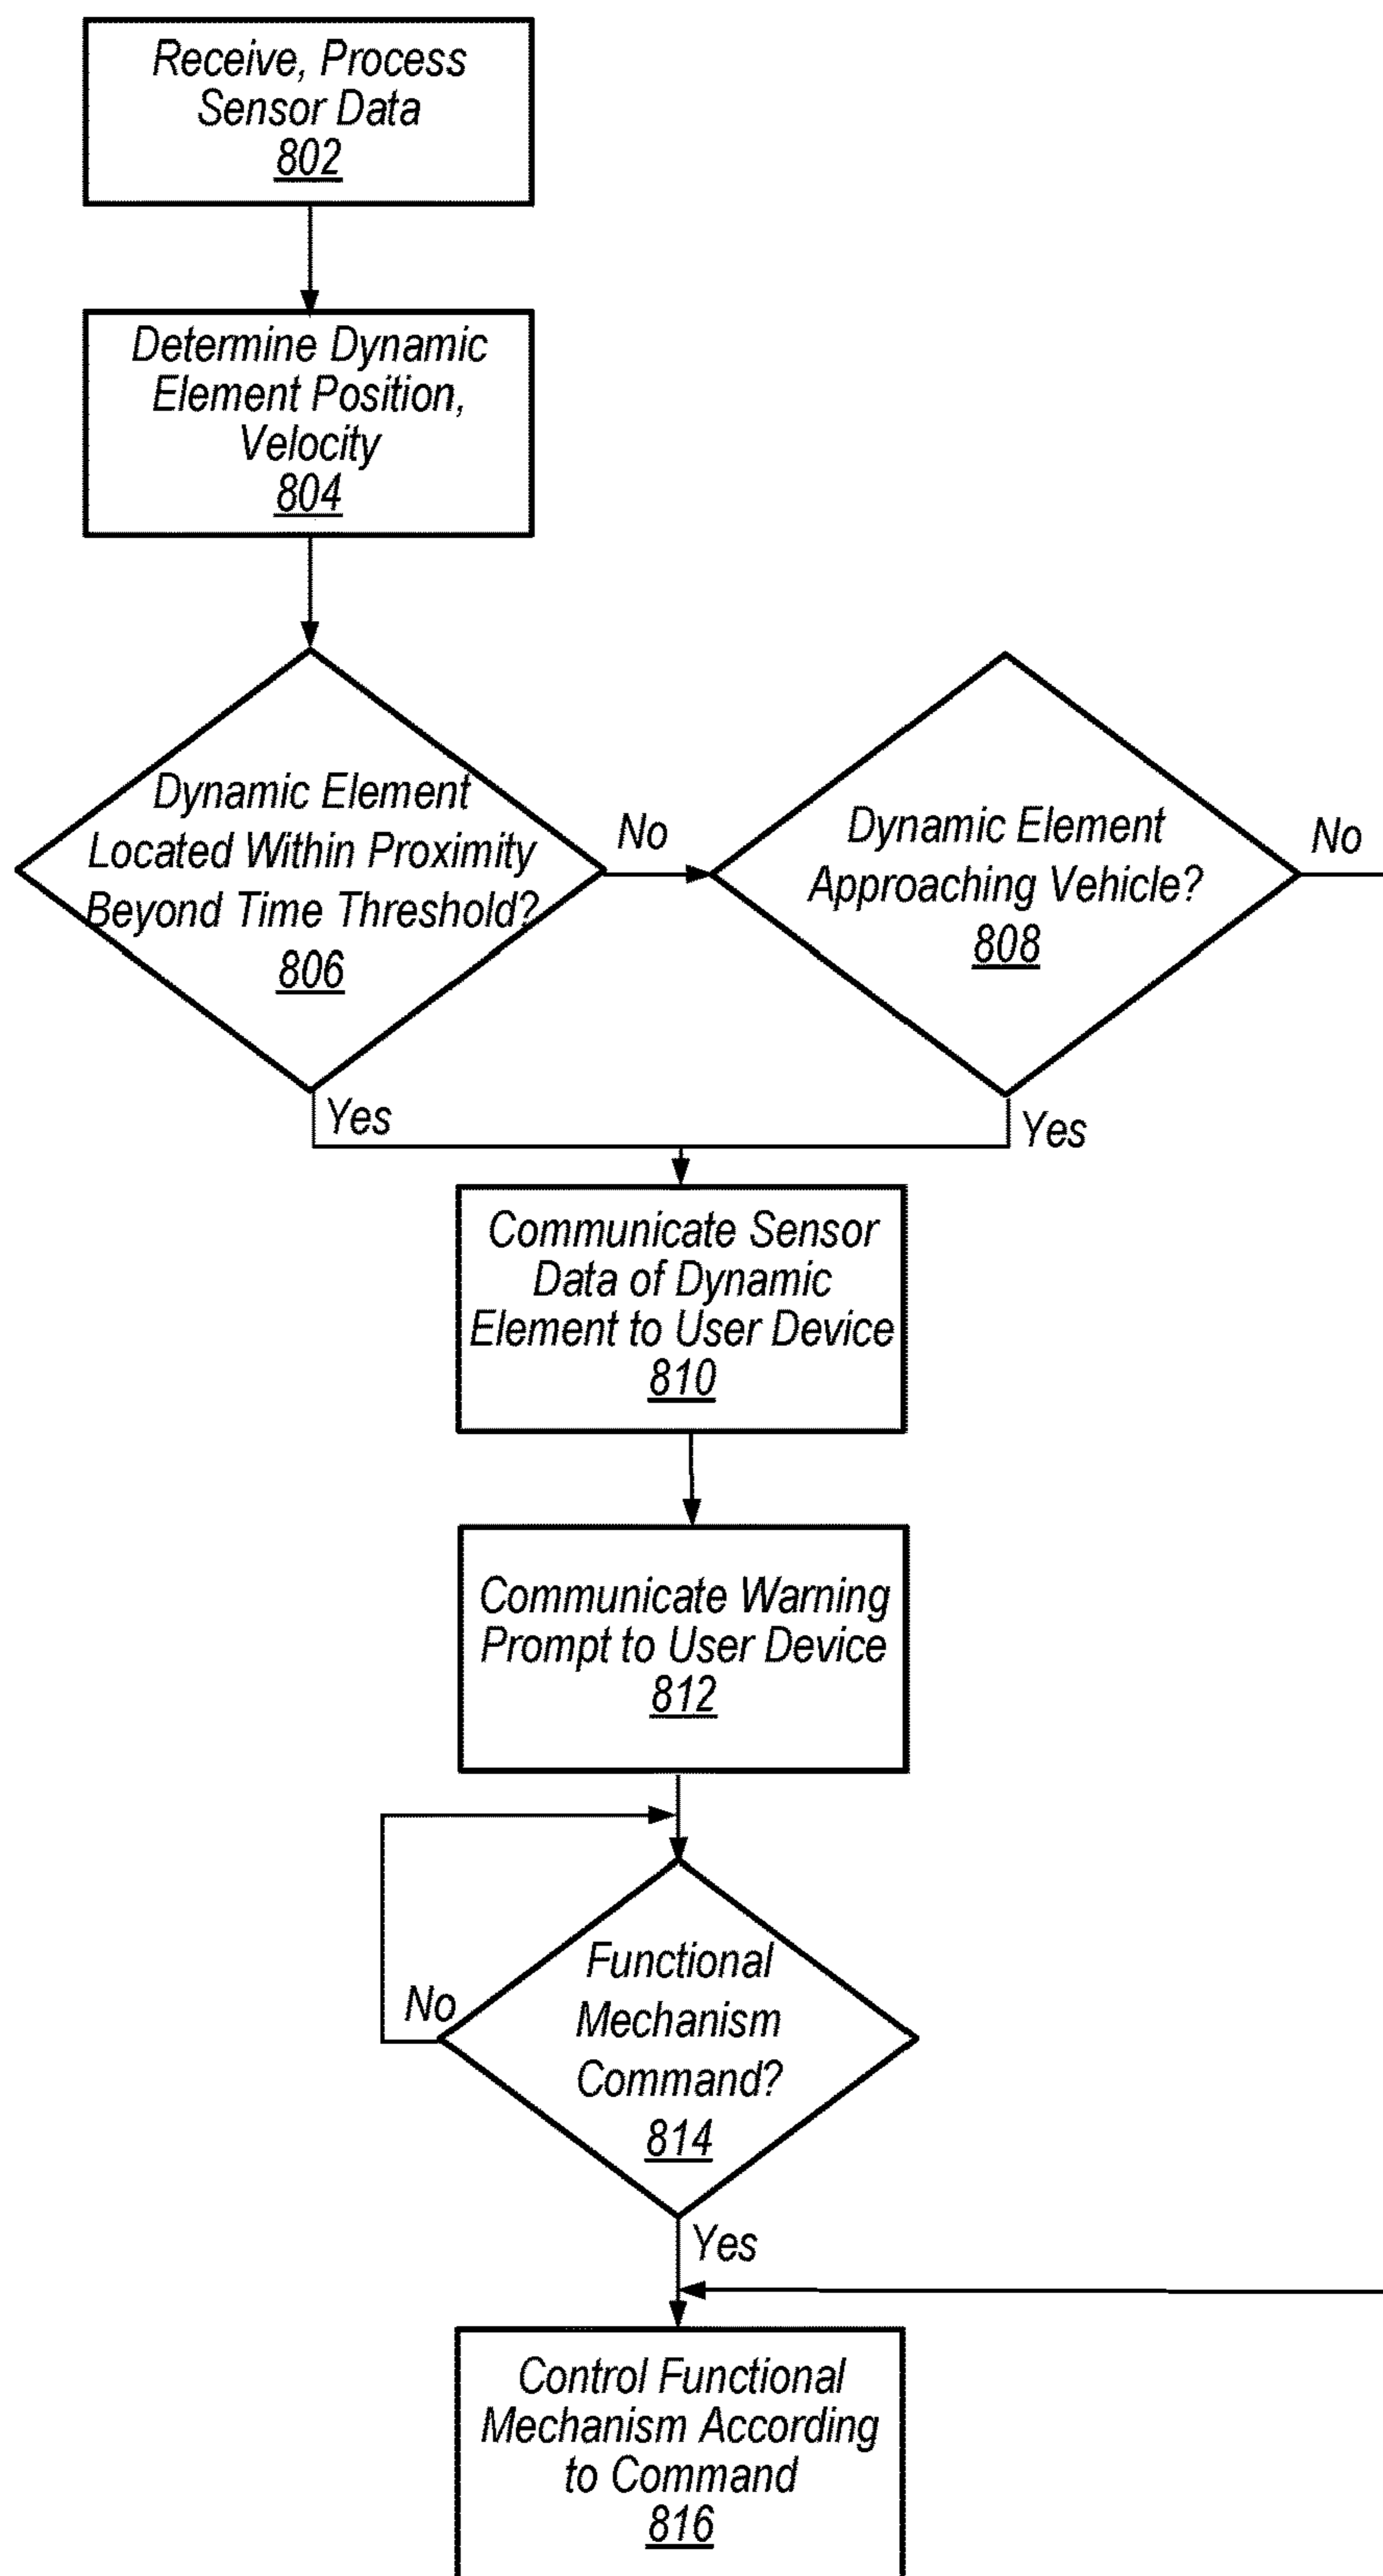 Receive, Process
Sensor Data
802
Determine Dynamic
Element Position,
Velocity
804
Dynamic Element
Located Within Proximity
Beyond Time Threshold?
806
No
Dynamic Element
Approaching Vehicle?
808
No
Yes
Yes
Communicate Sensor
Data of Dynamic
Element to User Device
810
Communicate Warning
Prompt to User Device
812
Functional
Mechanism
Command?
814
No
Yes
Control Functional
Mechanism According
to Command
816